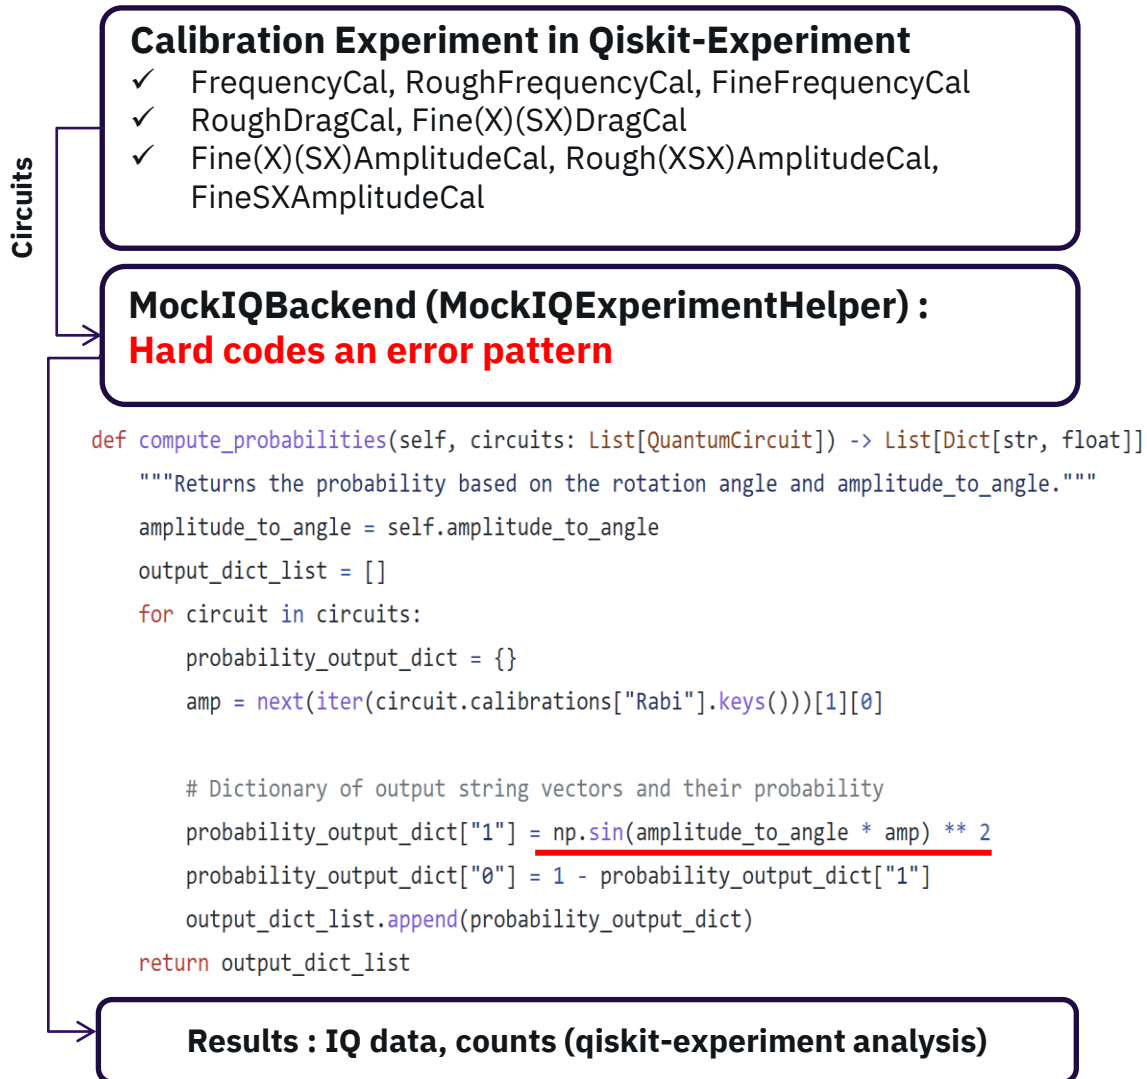 Calibration Experiment in Qiskit-Experiment
✓ FrequencyCal, RoughFrequencyCal, FineFrequencyCal
✓ RoughDragCal, Fine(X)(SX)DragCal
✓ Fine(X)(SX)AmplitudeCal, Rough(XSX)AmplitudeCal,
FineSXAmplitudeCal
Circuits
MockIQBackend (MockIQExperimentHelper) :
Hard codes an error pattern
def compute_probabilities(self, circuits: List[QuantumCircuit]) -> List[Dict[str, float]]
"""Returns the probability based on the rotation angle and amplitude_to_angle."""
amplitude_to_angle = self.amplitude_to_angle
output_dict_list = []
for circuit in circuits:
probability_output_dict = {}
amp = next(iter(circuit.calibrations["Rabi"].keys()))[1][0]
# Dictionary of output string vectors and their probability
probability_output_dict["1"] = np.sin(amplitude_to_angle * amp) ** 2
probability_output_dict["0"] = 1 - probability_output_dict["1"]
output_dict_list.append(probability_output_dict)
return output_dict_list
Results : IQ data, counts (qiskit-experiment analysis)